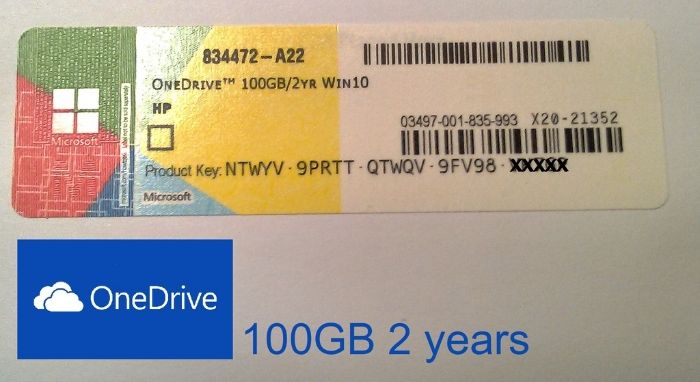 834472-A22
ONEDRIVE™ 100GB/2YR WIN10
HP
03497-001-835-993 X20-21352
Product Key: NTWYV-9PRTT-QTWQV-9FV98-XXXXX
Microsoft
Microsoft
OneDrive
100GB 2 years